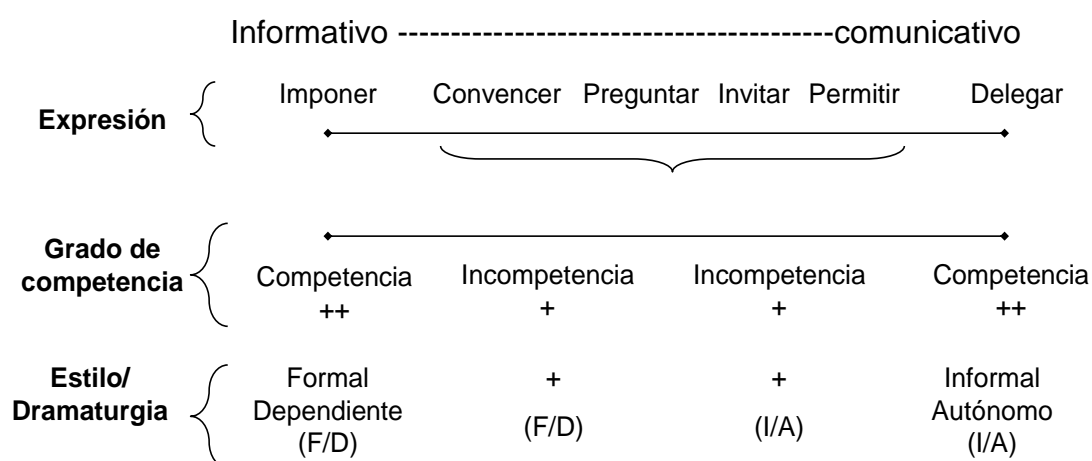 Informativo -----------------------------------------comunicativo
Imponer Convencer Preguntar Invitar Permitir Delegar
Expresión
Grado de
competencia
Competencia Incompetencia Incompetencia Competencia
++ + + ++
Estilo/
Dramaturgia
Formal + + Informal
Dependiente Autónomo
(F/D) (F/D) (I/A) (I/A)